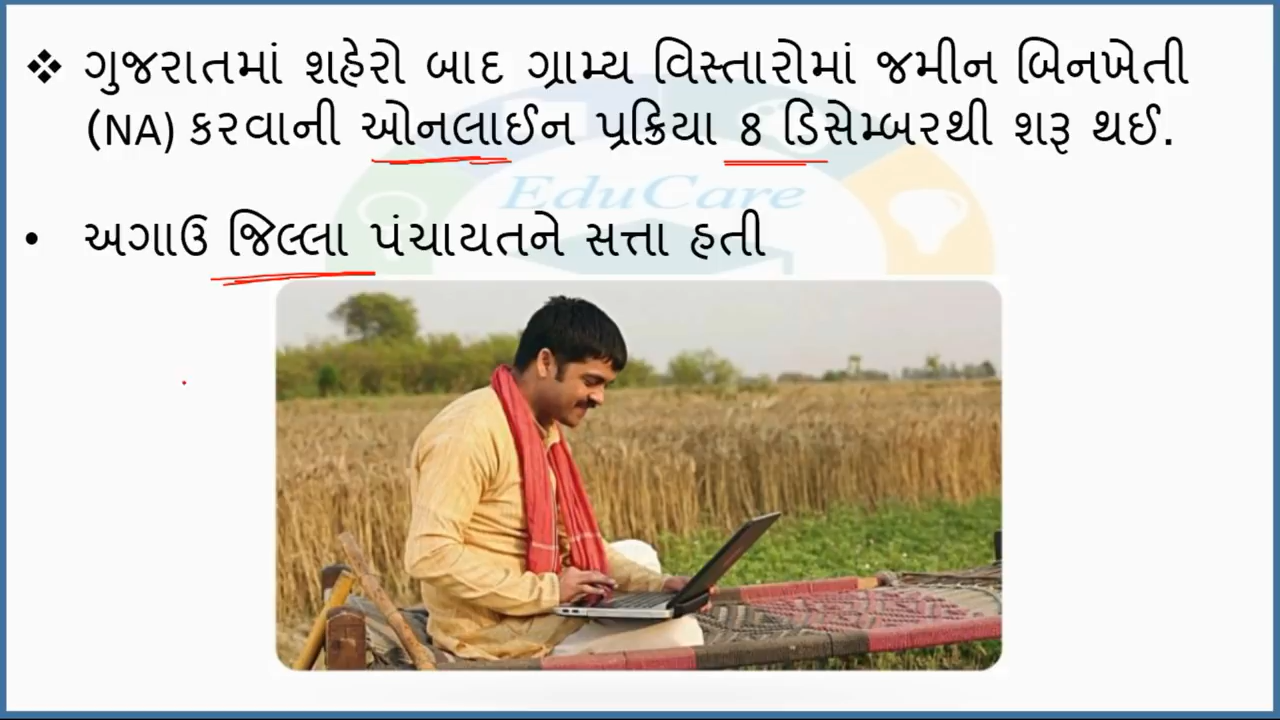 ❖ ગુજરાતમાં શહેરો બાદ ગ્રામ્ય વિસ્તારોમાં જમીન બિનખેતી
(NA) કરવાની ઓનલાઈન પ્રક્રિયા 8 ડિસેમ્બરથી શરૂ થઈ.
EduCare
• અગાઉ જિલ્લા પંચાયતને સત્તા હતી